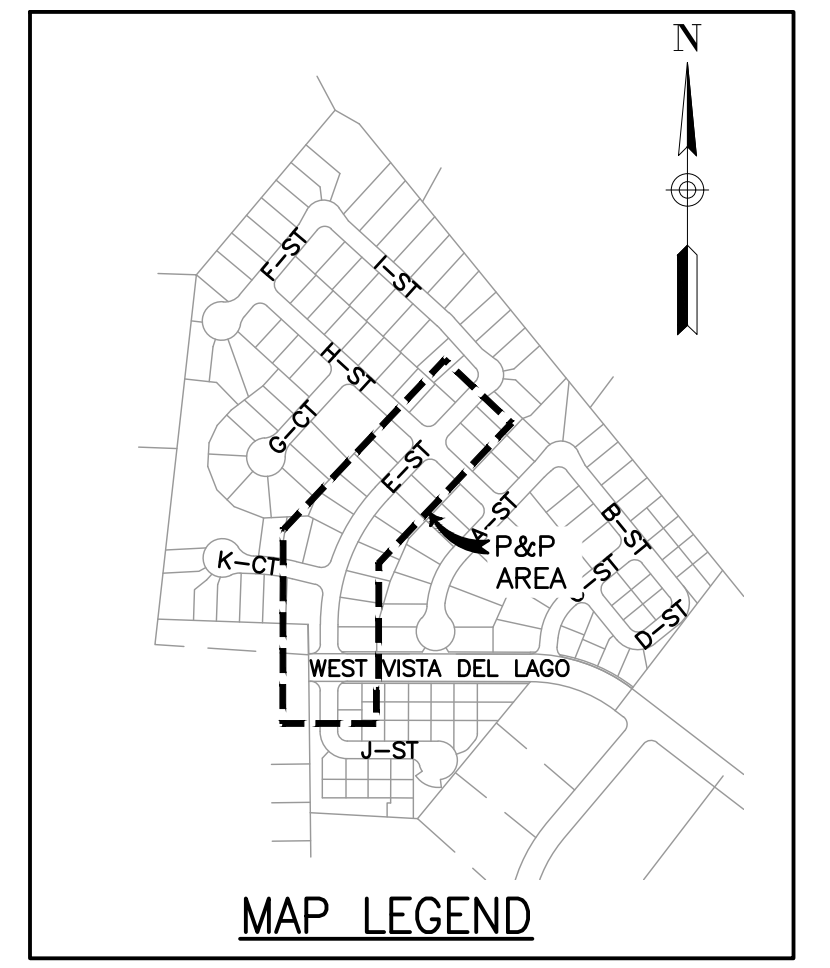 N
F-ST
I-ST
H-ST
G-CT
E-ST
A-ST
B-ST
P&P
AREA
K-CT
D-ST
WEST VISTA DEL LAGO
J-ST
MAP LEGEND